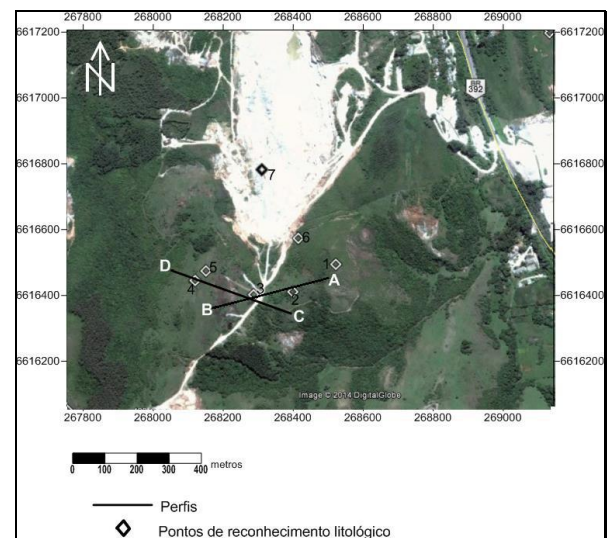 267800 268000 268200 268400 268600 268800 269000
6617200 6617200
N
BR
392
6617000 6617000
6616800 6616800
7
6616600 6616600
6
1
5
D
4
A
3
2
6616400 6616400
B
C
6616200 6616200
Image © 2014 DigitalGlobe
267800 268000 268200 268400 268600 268800 269000
0 100 200 300 400 metros
Perfis
Pontos de reconhecimento litológico